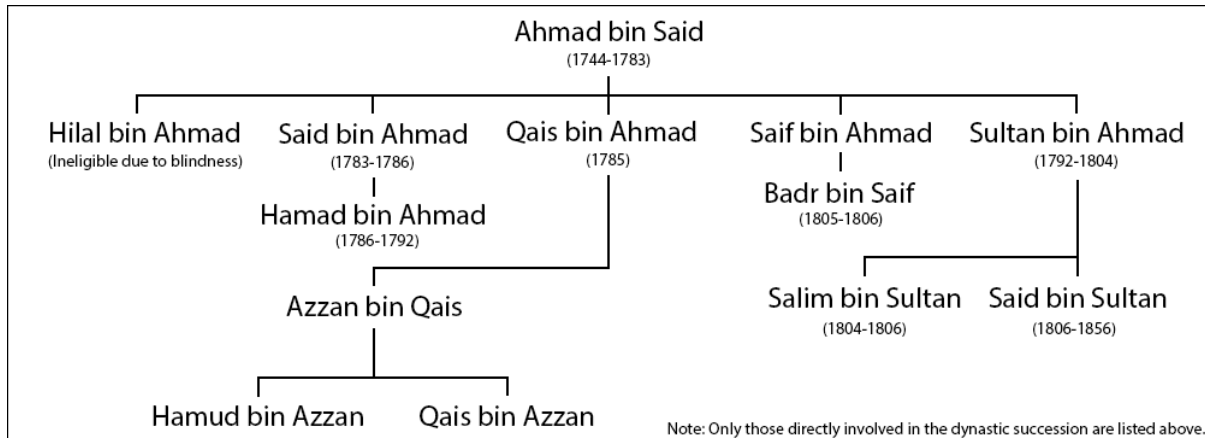 Ahmad bin Said
(1744-1783)
Hilal bin Ahmad
(Ineligible due to blindness)
Said bin Ahmad
(1783-1786)
Qais bin Ahmad
(1785)
Saif bin Ahmad
Sultan bin Ahmad
(1792-1804)
Hamad bin Ahmad
(1786-1792)
Badr bin Saif
(1805-1806)
Azzan bin Qais
Salim bin Sultan
(1804-1806)
Said bin Sultan
(1806-1856)
Hamud bin Azzan
Qais bin Azzan
Note: Only those directly involved in the dynastic succession are listed above.